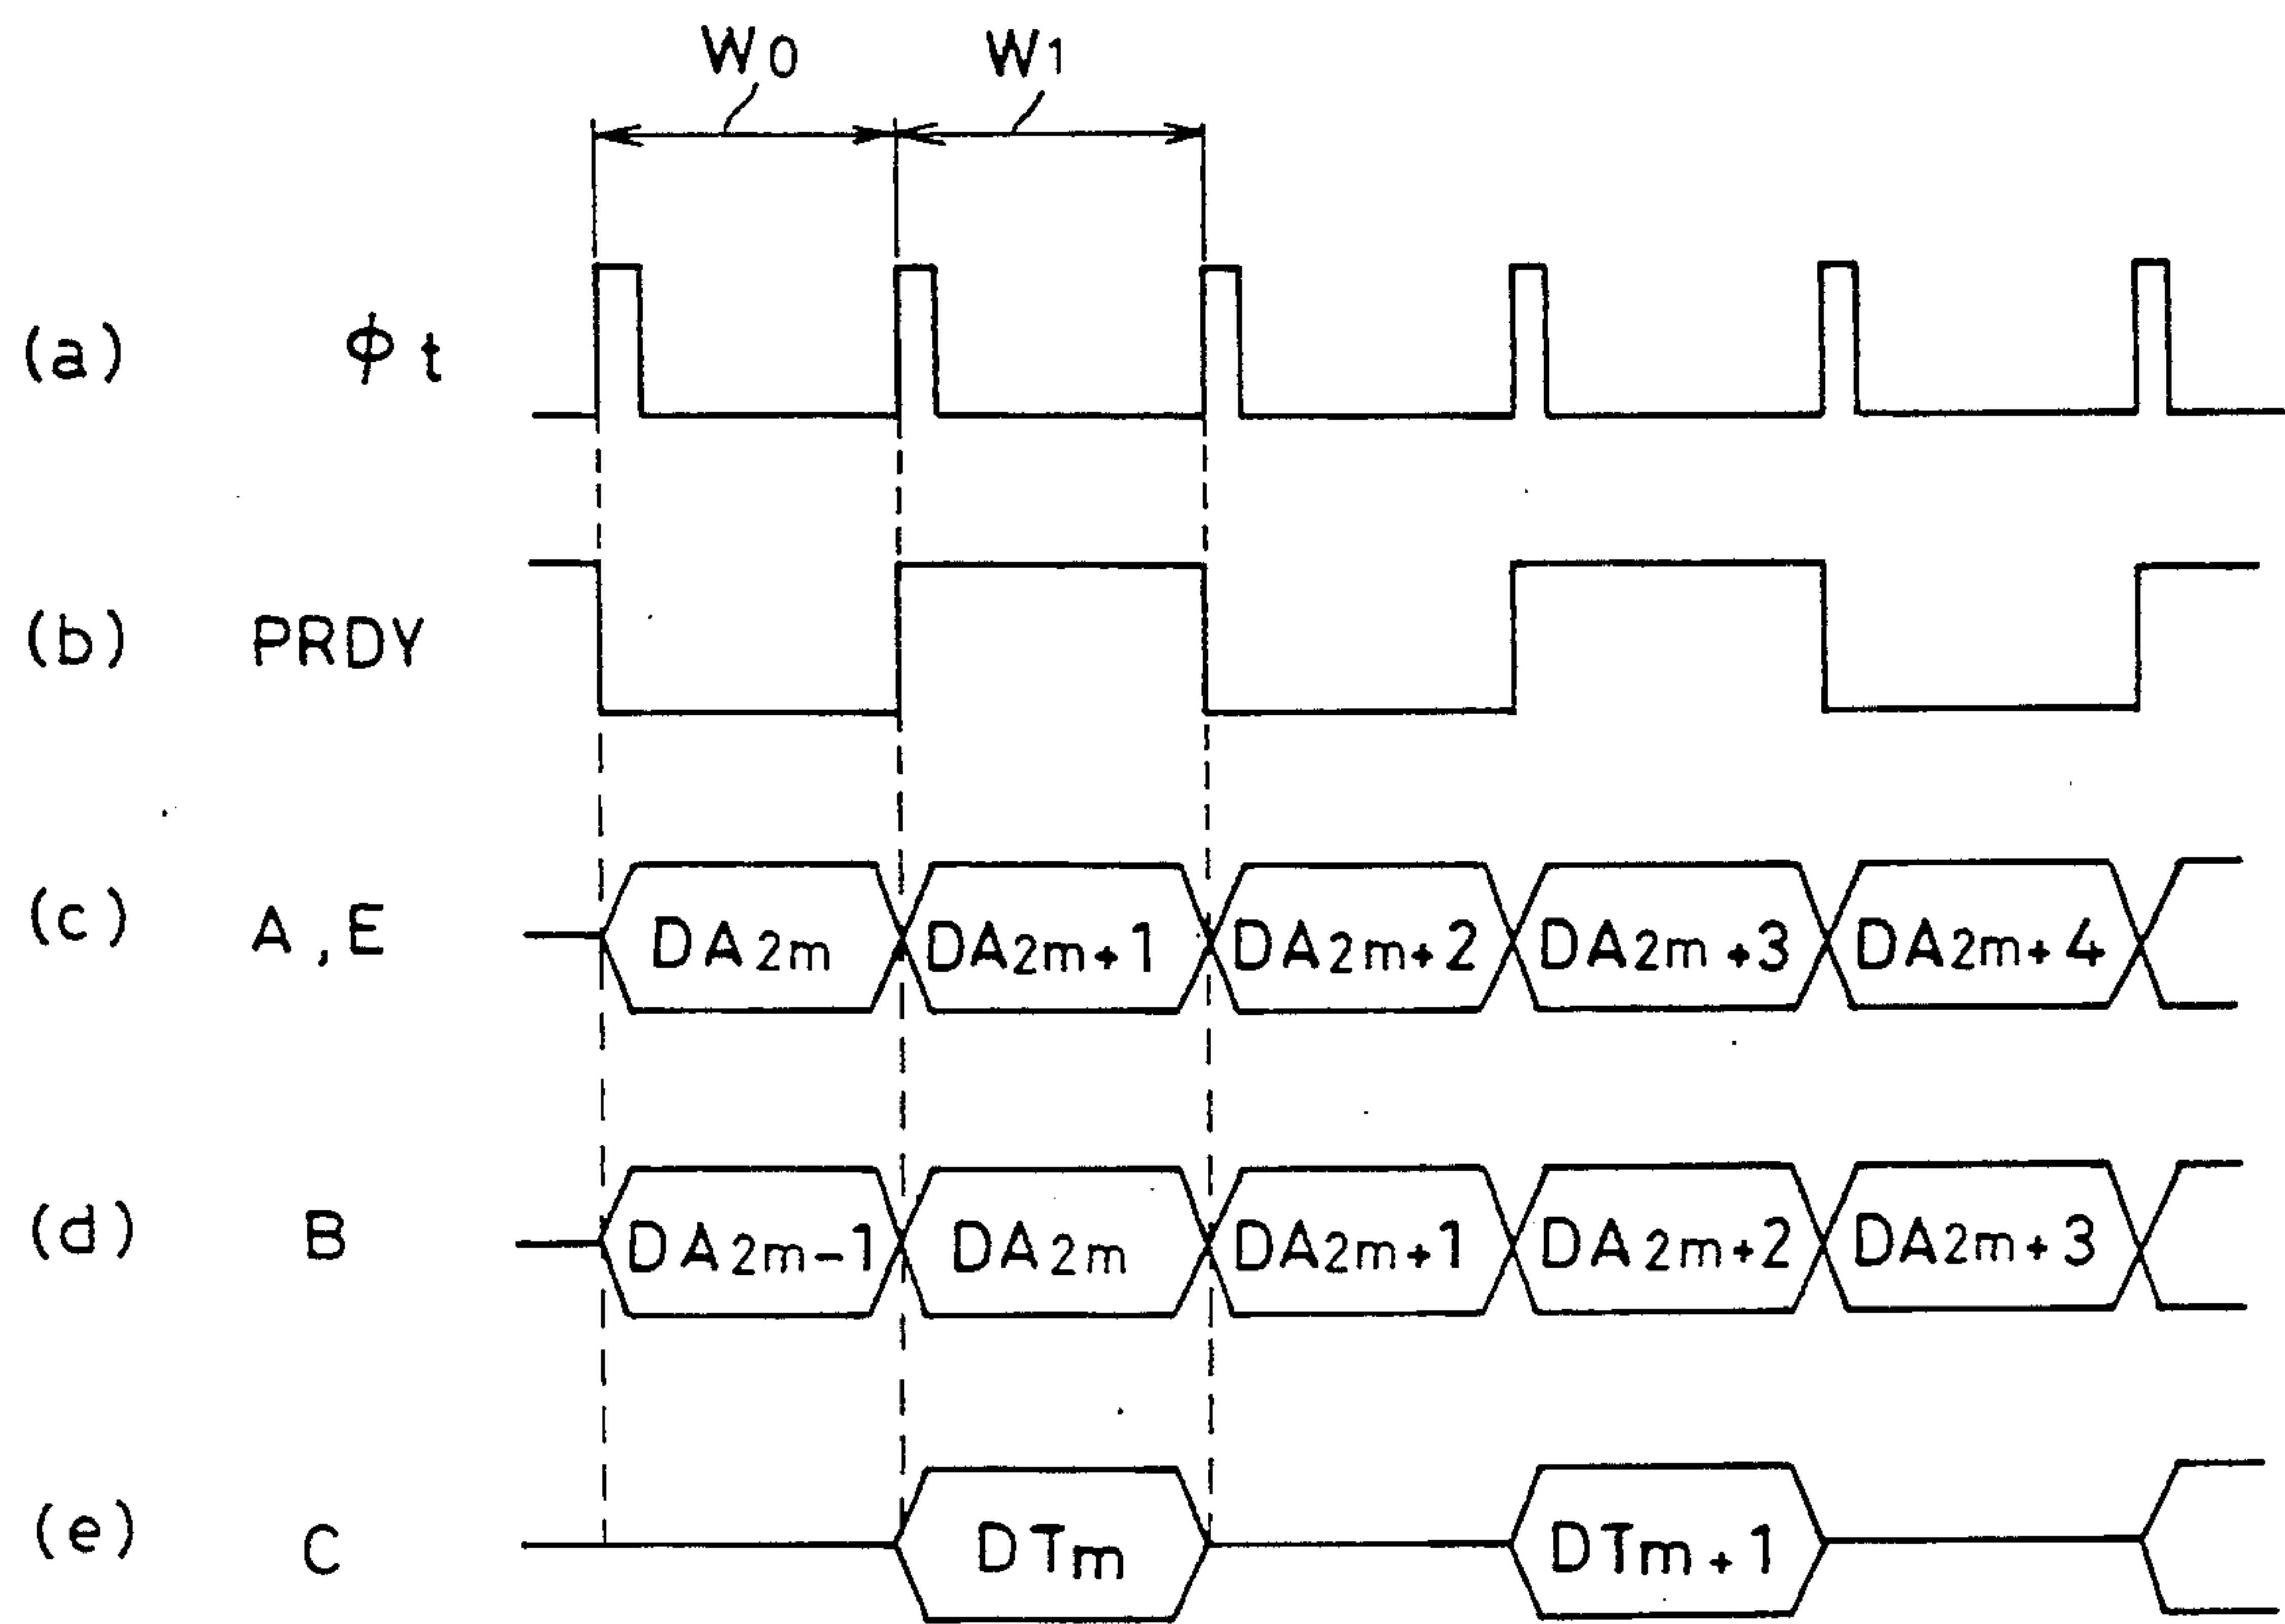 W0 W1
(a) ϕt
(b) PRDY
(c) A,E DA2m DA2m+1 DA2m+2 DA2m+3 DA2m+4
(d) B DA2m-1 DA2m DA2m+1 DA2m+2 DA2m+3
(e) C DTm DTm+1